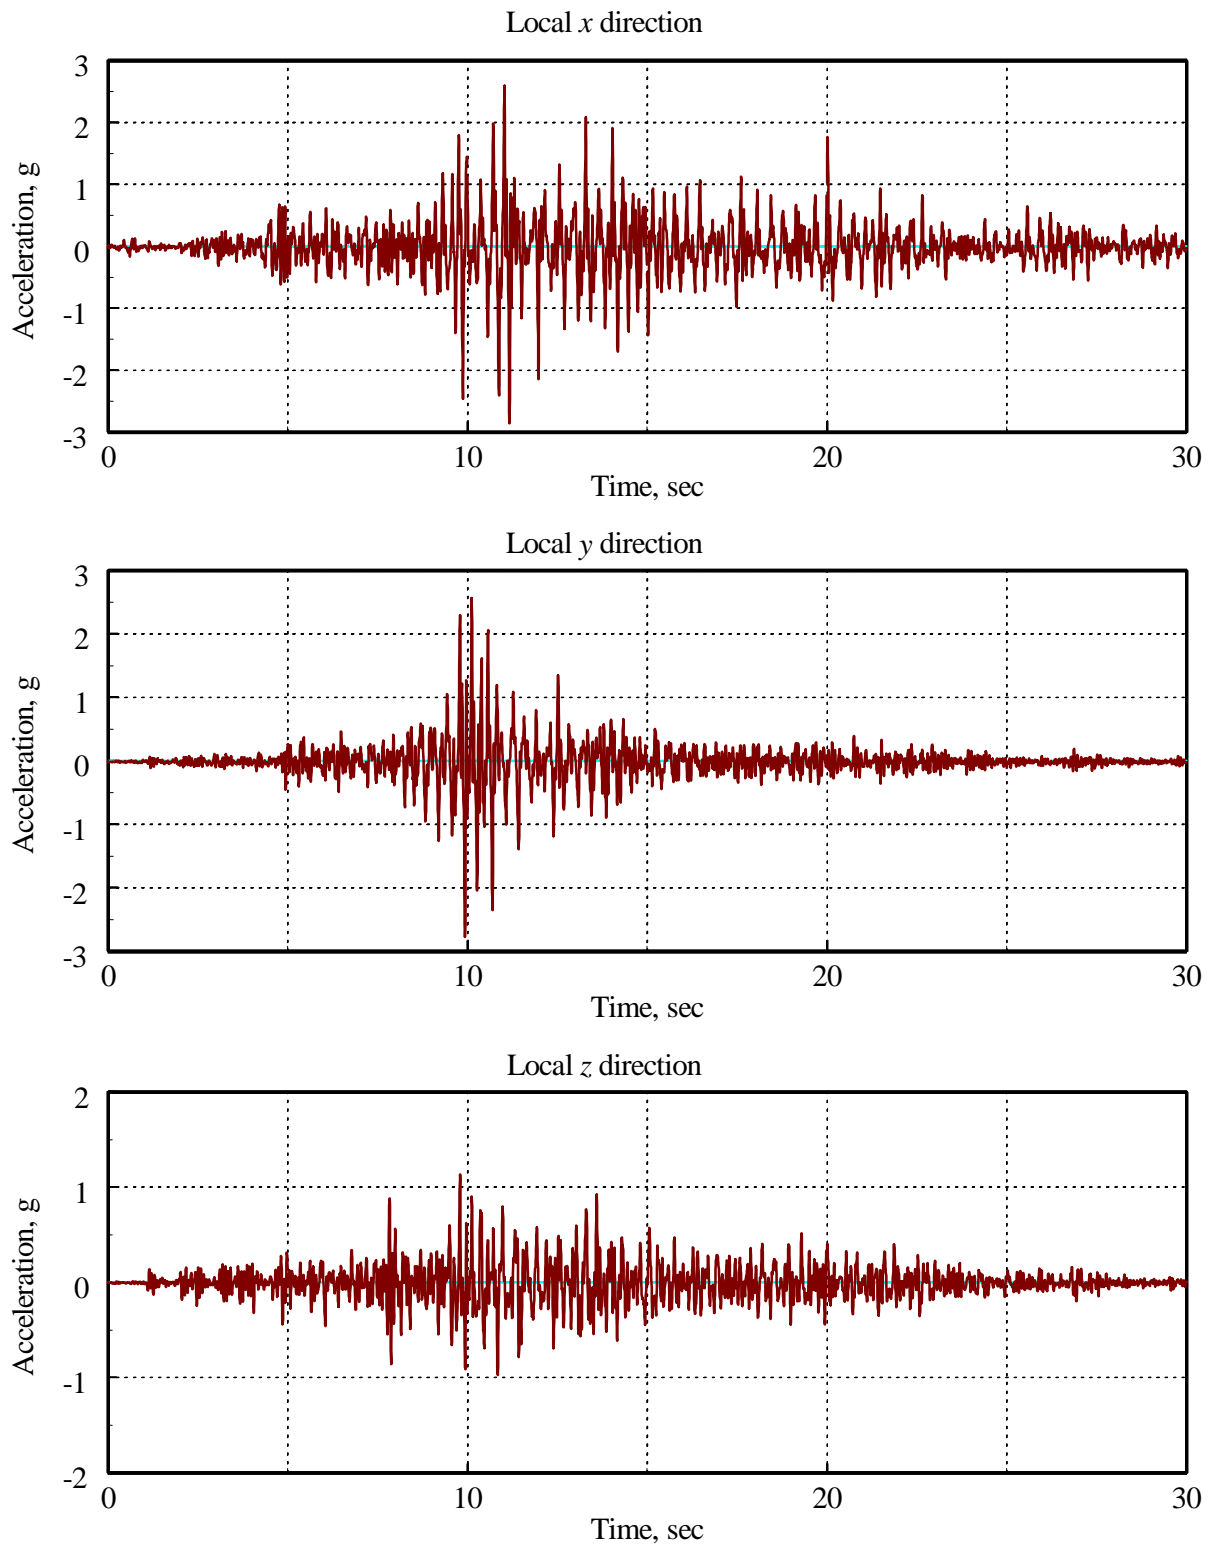 Local x direction
3
2
1
0
-1
-2
-3
Acceleration, g
0 10 20 30
Time, sec
Local y direction
3
2
1
0
-1
-2
-3
Acceleration, g
0 10 20 30
Time, sec
Local z direction
2
1
0
-1
-2
Acceleration, g
0 10 20 30
Time, sec